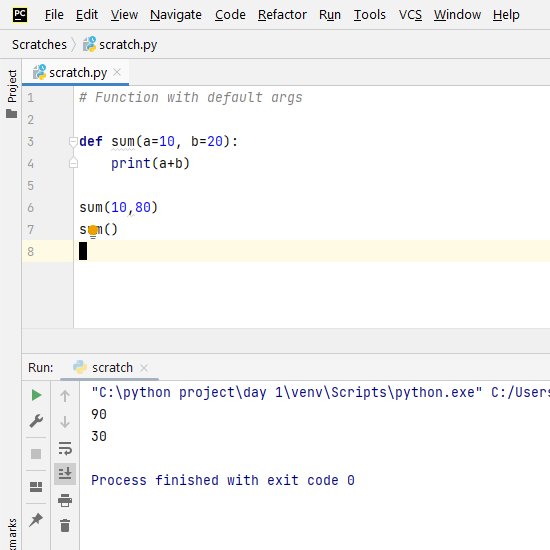 PC File Edit View Navigate Code Refactor Run Tools VCS Window Help
Scratches scratch.py
Project
scratch.py
1 # Function with default args
2
3 def sum(a=10, b=20):
4 print(a+b)
5
6 sum(10,80)
7 sum()
8
Run: scratch
"C:\python project\day 1\venv\Scripts\python.exe" C:/Users
90
30
Process finished with exit code 0